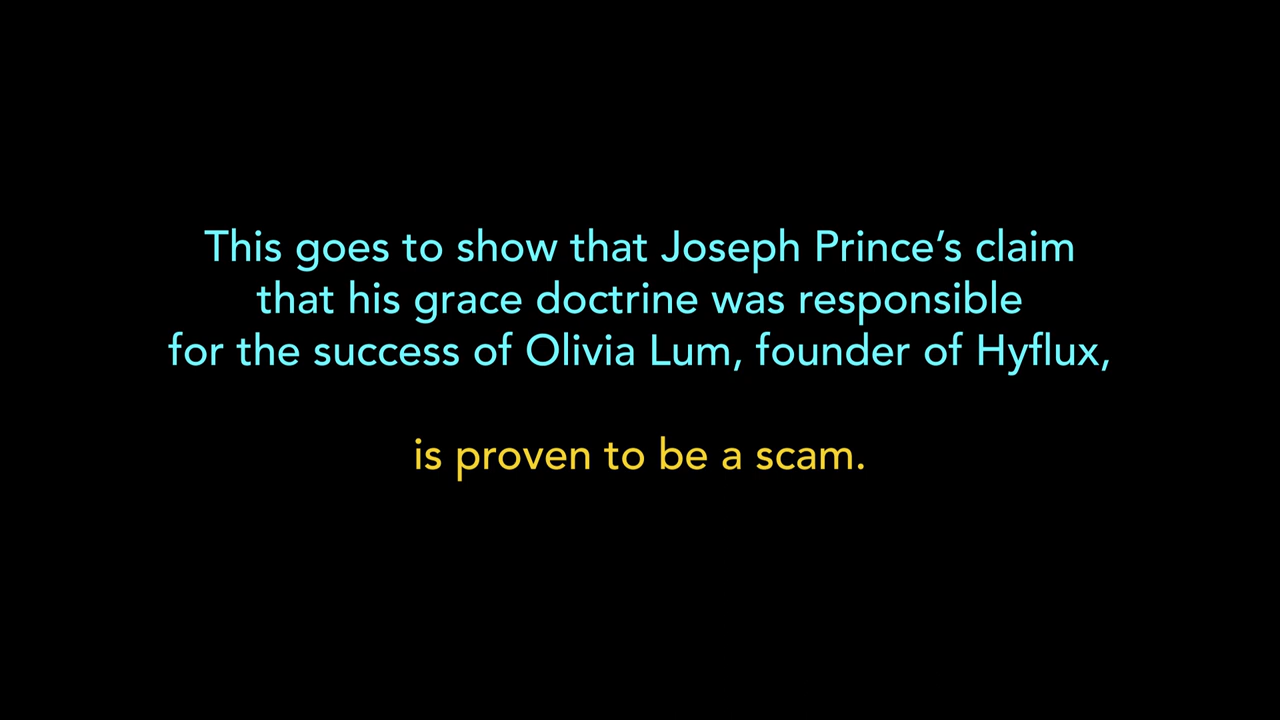 This goes to show that Joseph Prince’s claim
that his grace doctrine was responsible
for the success of Olivia Lum, founder of Hyflux,
is proven to be a scam.